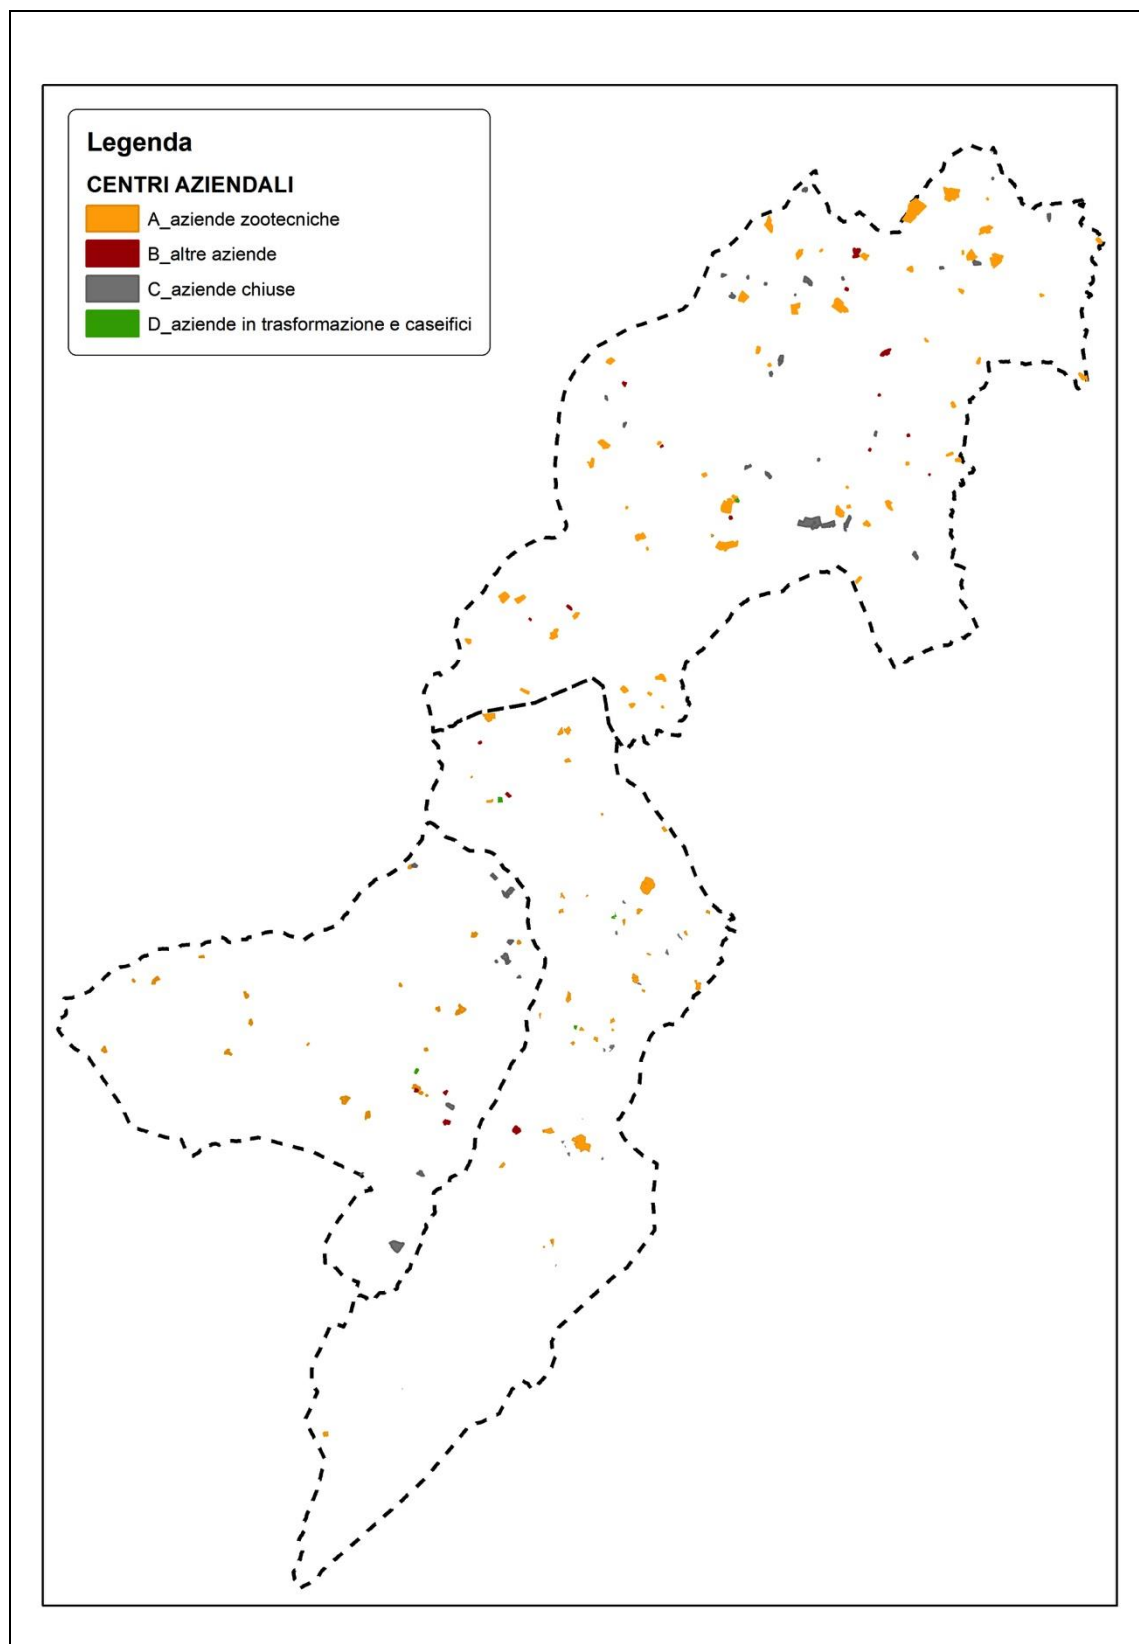 Legenda
CENTRI AZIENDALI
A_aziende zootecniche
B_altre aziende
C_aziende chiuse
D_aziende in trasformazione e caseifici